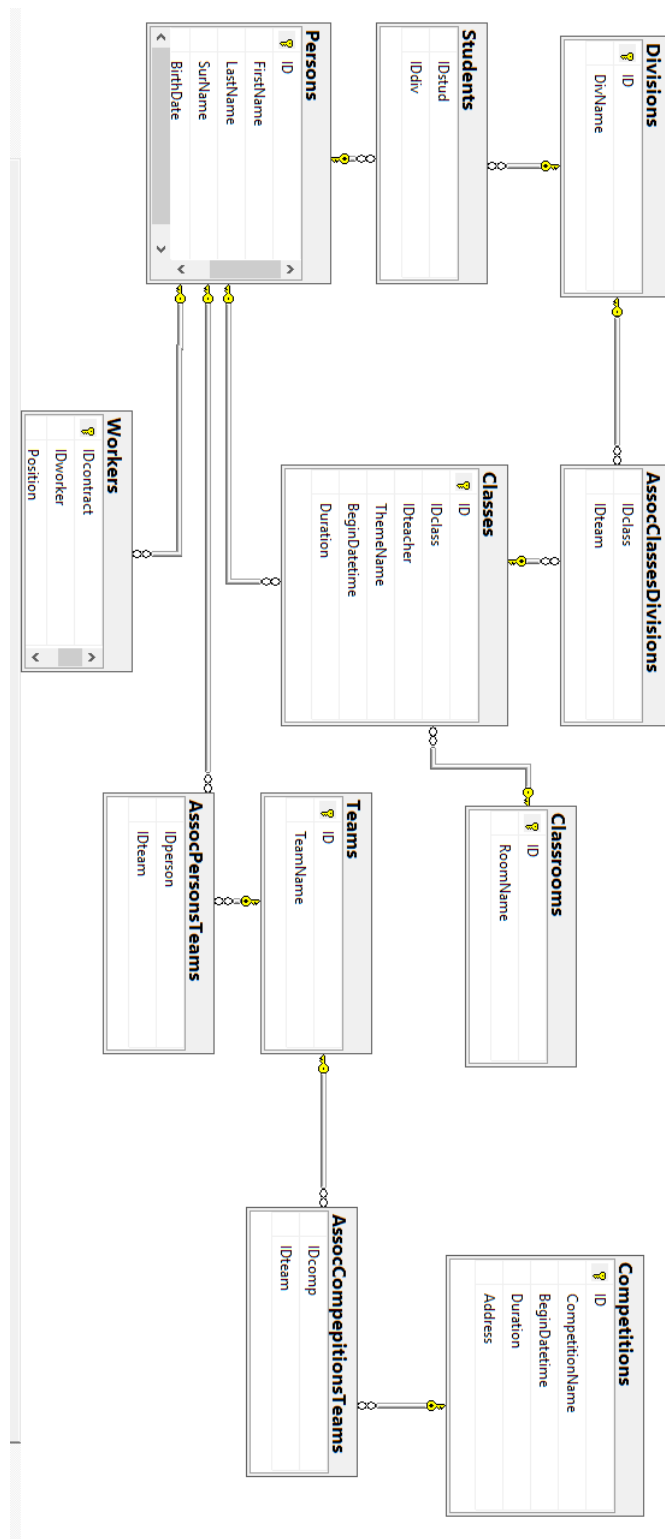 Divisions
ID
DivName
AssocClassesDivisions
IDclass
IDteam
Students
IDstud
IDdiv
Classes
ID
IDclass
IDteacher
ThemeName
BeginDatetime
Duration
Classrooms
ID
RoomName
Competitions
ID
CompetitionName
BeginDatetime
Duration
Address
Persons
ID
FirstName
LastName
SurName
BirthDate
Teams
ID
TeamName
AssocCompepitionsTeams
IDcomp
IDteam
AssocPersonsTeams
IDperson
IDteam
Workers
IDcontract
IDworker
Position